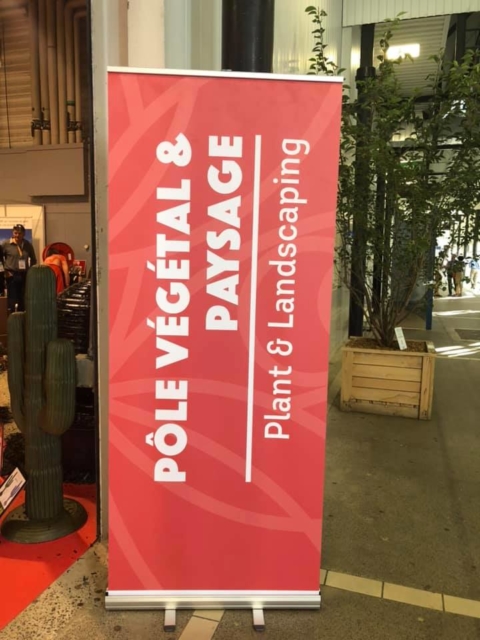 PÔLE VÉGÉTAL &
PAYSAGE
Plant & Landscaping